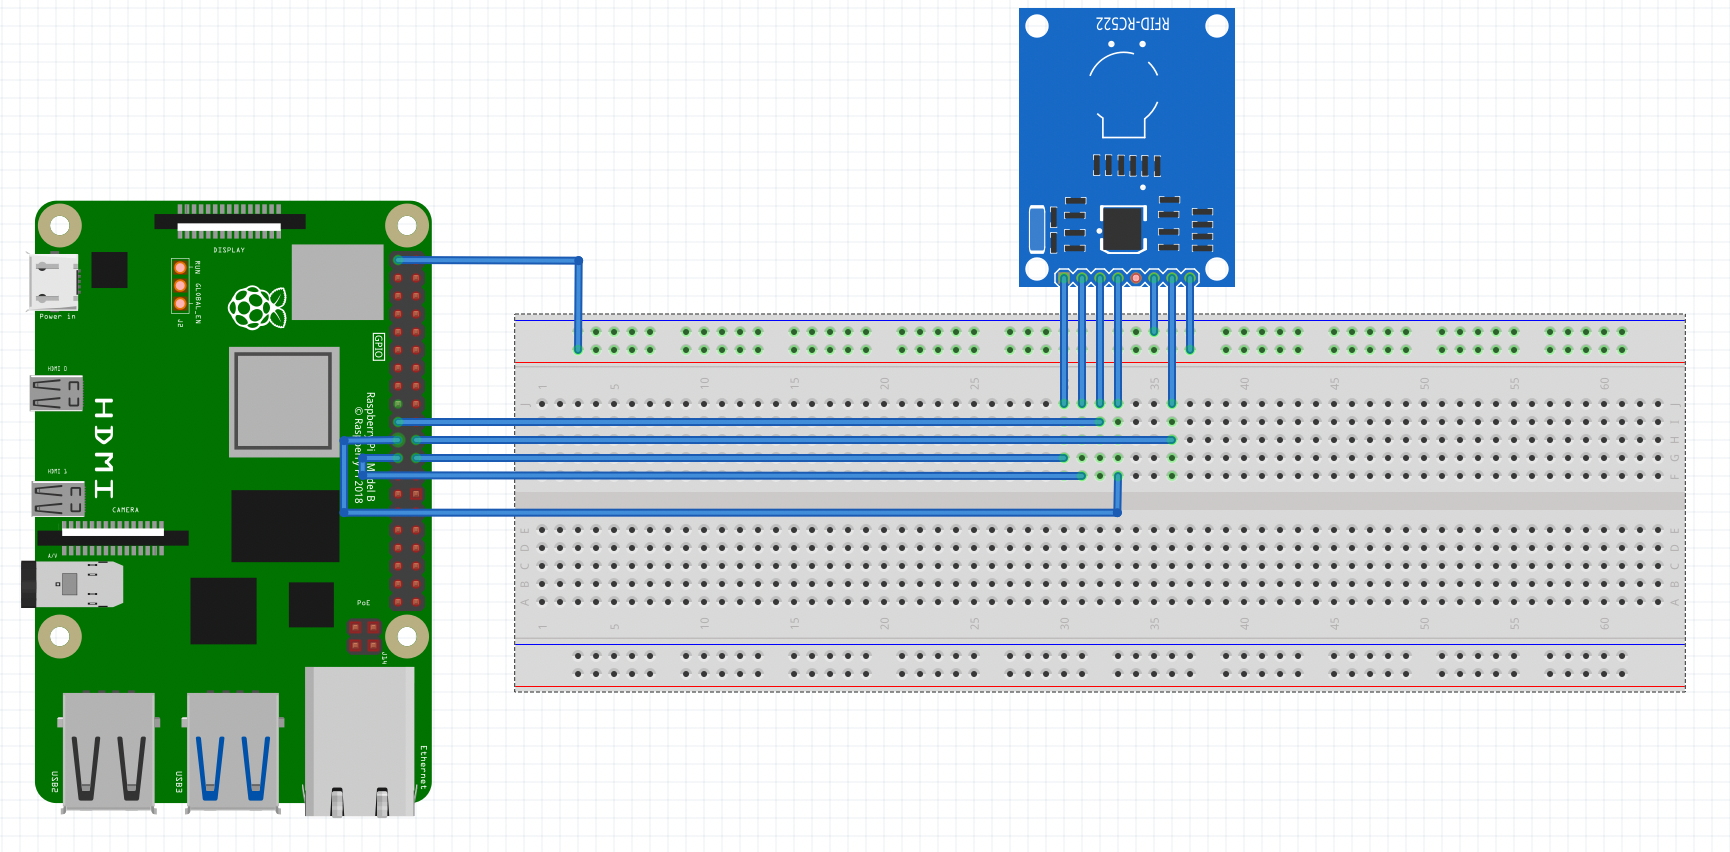 RFID-RC522
DISPLAY
RUN
GLOBAL_EN
J2
Power in
GPIO
HDMI 0
HDMI
Raspberry Pi 4 Model B
© Raspberry Pi 2018
HDMI 1
CAMERA
A/V
PoE
J14
USB2
USB3
Ethernet
1 5 10 15 20 25 30 35 40 45 50 55 60
J J
I I
H H
G G
F F
E E
D D
C C
B B
A A
1 5 10 15 20 25 30 35 40 45 50 55 60